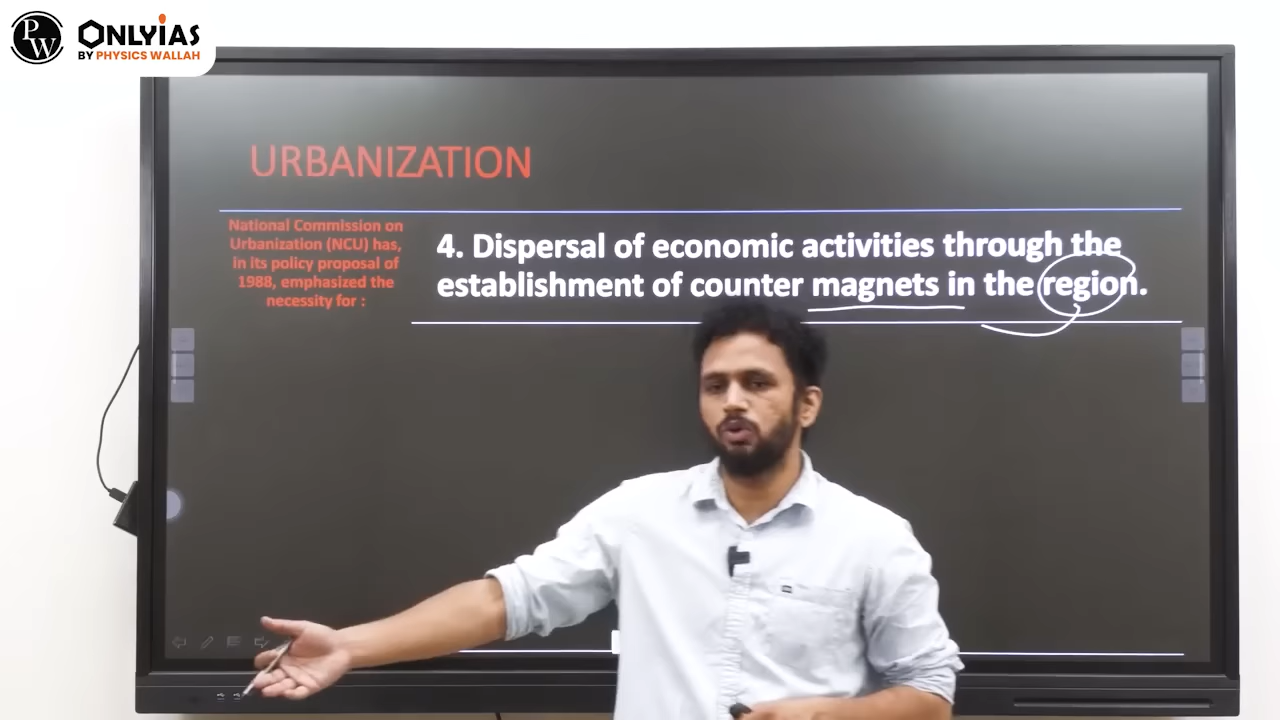 PW
ONLYIAS
BY PHYSICS WALLAH
URBANIZATION
National Commission on
Urbanization (NCU) has,
in its policy proposal of
1988, emphasized the
necessity for :
4. Dispersal of economic activities through the
establishment of counter magnets in the region.